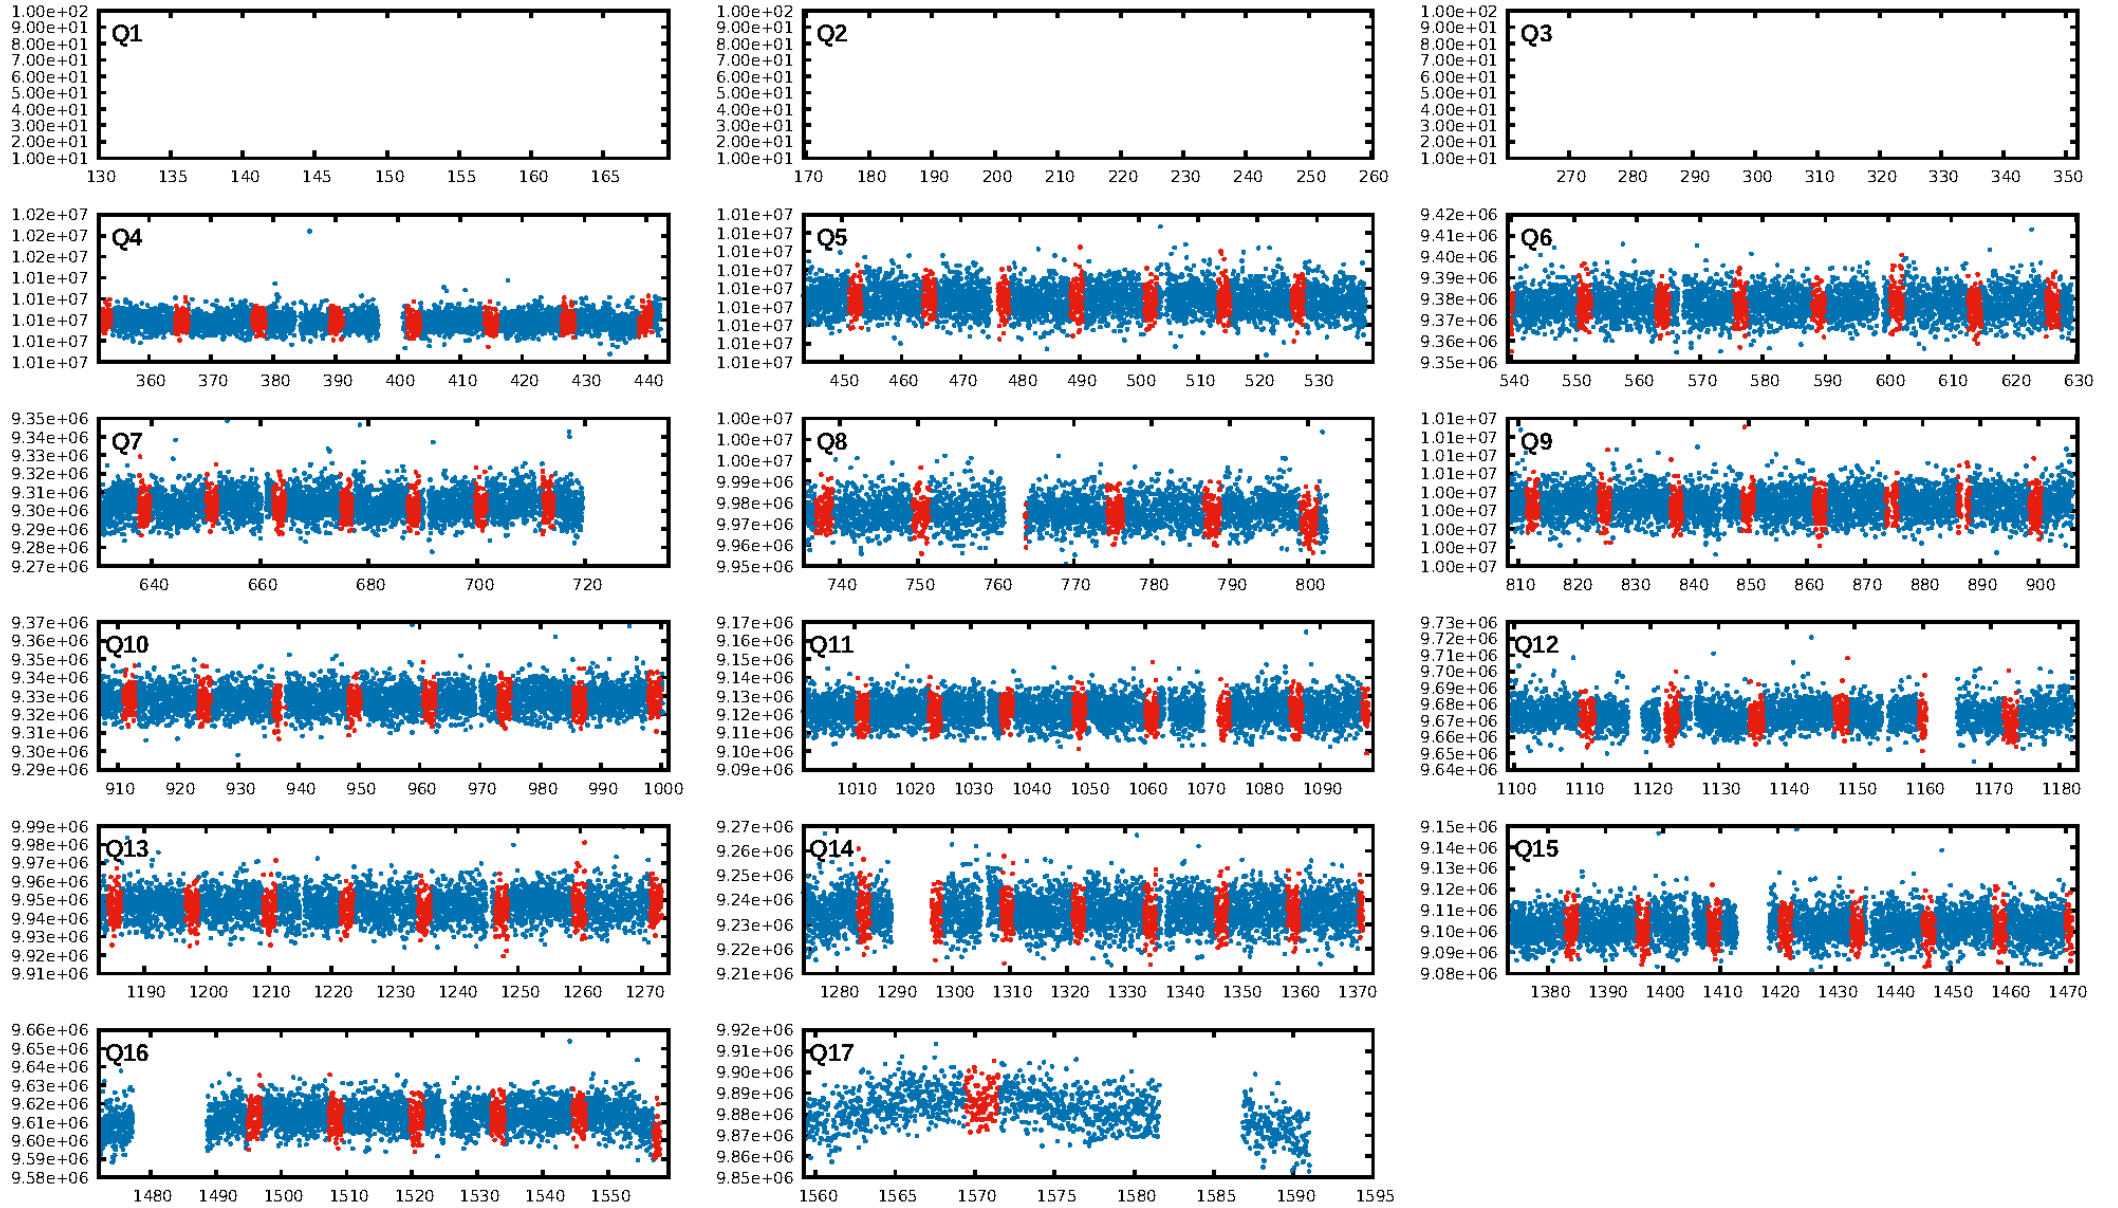 1.00e+02 9.00e+01 8.00e+01 7.00e+01 6.00e+01 5.00e+01 4.00e+01 3.00e+01 2.00e+01 1.00e+01
Q1
130 135 140 145 150 155 160 165
1.00e+02 9.00e+01 8.00e+01 7.00e+01 6.00e+01 5.00e+01 4.00e+01 3.00e+01 2.00e+01 1.00e+01
Q2
170 180 190 200 210 220 230 240 250 260
1.00e+02 9.00e+01 8.00e+01 7.00e+01 6.00e+01 5.00e+01 4.00e+01 3.00e+01 2.00e+01 1.00e+01
Q3
270 280 290 300 310 320 330 340 350
1.02e+07 1.02e+07 1.02e+07 1.01e+07 1.01e+07 1.01e+07 1.01e+07 1.01e+07
Q4
360 370 380 390 400 410 420 430 440
1.01e+07 1.01e+07 1.01e+07 1.01e+07 1.01e+07 1.01e+07 1.01e+07 1.01e+07 1.01e+07
Q5
450 460 470 480 490 500 510 520 530
9.42e+06 9.41e+06 9.40e+06 9.39e+06 9.38e+06 9.37e+06 9.36e+06 9.35e+06
Q6
540 550 560 570 580 590 600 610 620 630
9.35e+06 9.34e+06 9.33e+06 9.32e+06 9.31e+06 9.30e+06 9.29e+06 9.28e+06 9.27e+06
Q7
640 660 680 700 720
1.00e+07 1.00e+07 1.00e+07 9.99e+06 9.98e+06 9.97e+06 9.96e+06 9.95e+06
Q8
740 750 760 770 780 790 800
1.01e+07 1.01e+07 1.01e+07 1.01e+07 1.00e+07 1.00e+07 1.00e+07 1.00e+07 1.00e+07
Q9
810 820 830 840 850 860 870 880 890 900
9.37e+06 9.36e+06 9.35e+06 9.34e+06 9.33e+06 9.32e+06 9.31e+06 9.30e+06 9.29e+06
Q10
910 920 930 940 950 960 970 980 990 1000
9.17e+06 9.16e+06 9.15e+06 9.14e+06 9.13e+06 9.12e+06 9.11e+06 9.10e+06 9.09e+06
Q11
1010 1020 1030 1040 1050 1060 1070 1080 1090
9.73e+06 9.72e+06 9.71e+06 9.70e+06 9.69e+06 9.68e+06 9.67e+06 9.66e+06 9.65e+06 9.64e+06
Q12
1100 1110 1120 1130 1140 1150 1160 1170 1180
9.99e+06 9.98e+06 9.97e+06 9.96e+06 9.95e+06 9.94e+06 9.93e+06 9.92e+06 9.91e+06
Q13
1190 1200 1210 1220 1230 1240 1250 1260 1270
9.27e+06 9.26e+06 9.25e+06 9.24e+06 9.23e+06 9.22e+06 9.21e+06
Q14
1280 1290 1300 1310 1320 1330 1340 1350 1360 1370
9.15e+06 9.14e+06 9.13e+06 9.12e+06 9.11e+06 9.10e+06 9.09e+06 9.08e+06
Q15
1380 1390 1400 1410 1420 1430 1440 1450 1460 1470
9.66e+06 9.65e+06 9.64e+06 9.63e+06 9.62e+06 9.61e+06 9.60e+06 9.59e+06 9.58e+06
Q16
1480 1490 1500 1510 1520 1530 1540 1550
9.92e+06 9.91e+06 9.90e+06 9.89e+06 9.88e+06 9.87e+06 9.86e+06 9.85e+06
Q17
1560 1565 1570 1575 1580 1585 1590 1595